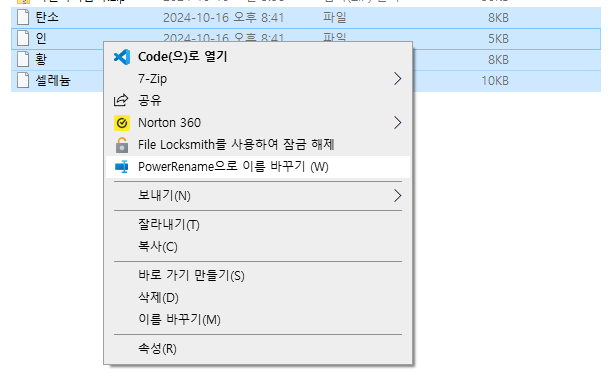 탄소 2024-10-16 오후 8:41 파일 8KB
인 2024-10-16 오후 8:41 파일 5KB
황 8KB
셀레늄 10KB
Code(으)로 열기
7-Zip
공유
Norton 360
File Locksmith를 사용하여 잠금 해제
PowerRename으로 이름 바꾸기 (W)
보내기(N)
잘라내기(T)
복사(C)
바로 가기 만들기(S)
삭제(D)
이름 바꾸기(M)
속성(R)